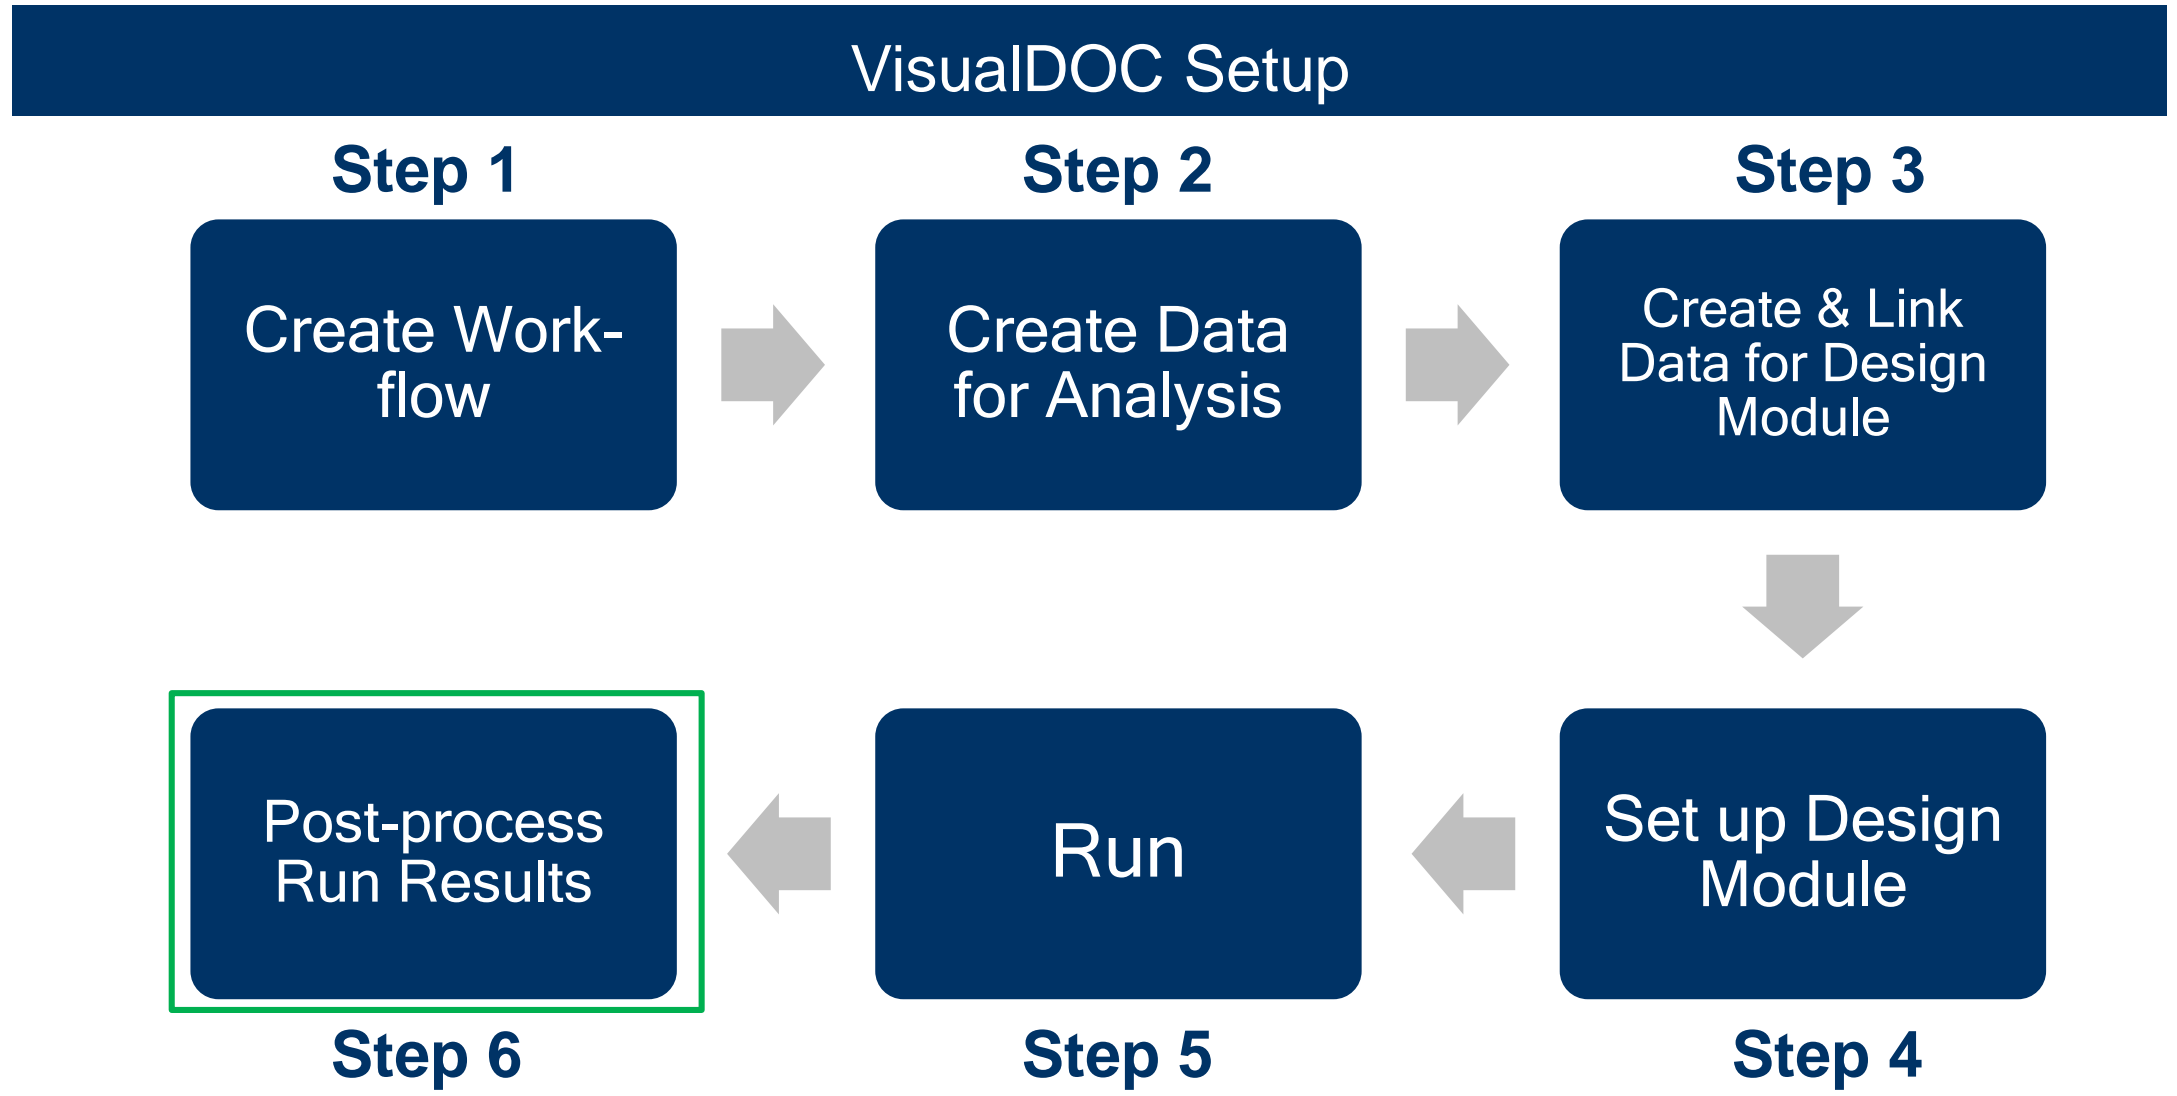 VisualDOC Setup
Step 1
Step 2
Step 3
Create Work-
flow
Create Data
for Analysis
Create & Link
Data for Design
Module
Post-process
Run Results
Run
Set up Design
Module
Step 6
Step 5
Step 4